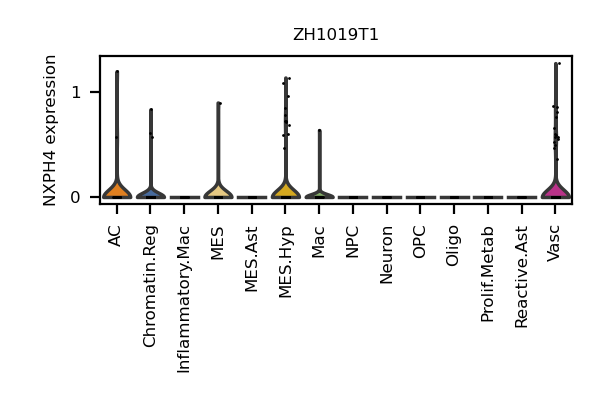 ZH1019T1
NXPH4 expression
1
0
AC
Chromatin.Reg
Inflammatory.Mac
MES
MES.Ast
MES.Hyp
Mac
NPC
Neuron
OPC
Oligo
Prolif.Metab
Reactive.Ast
Vasc